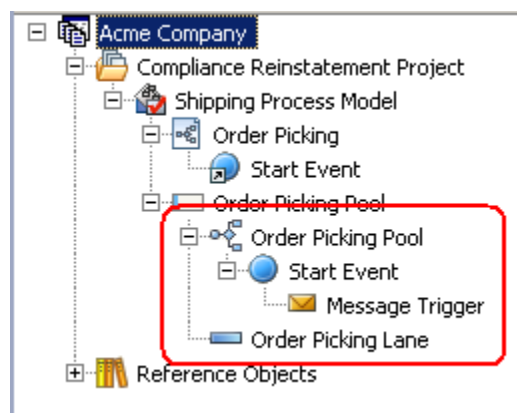 Acme Company
Compliance Reinstatement Project
Shipping Process Model
Order Picking
Start Event
Order Picking Pool
Order Picking Pool
Start Event
Message Trigger
Order Picking Lane
Reference Objects